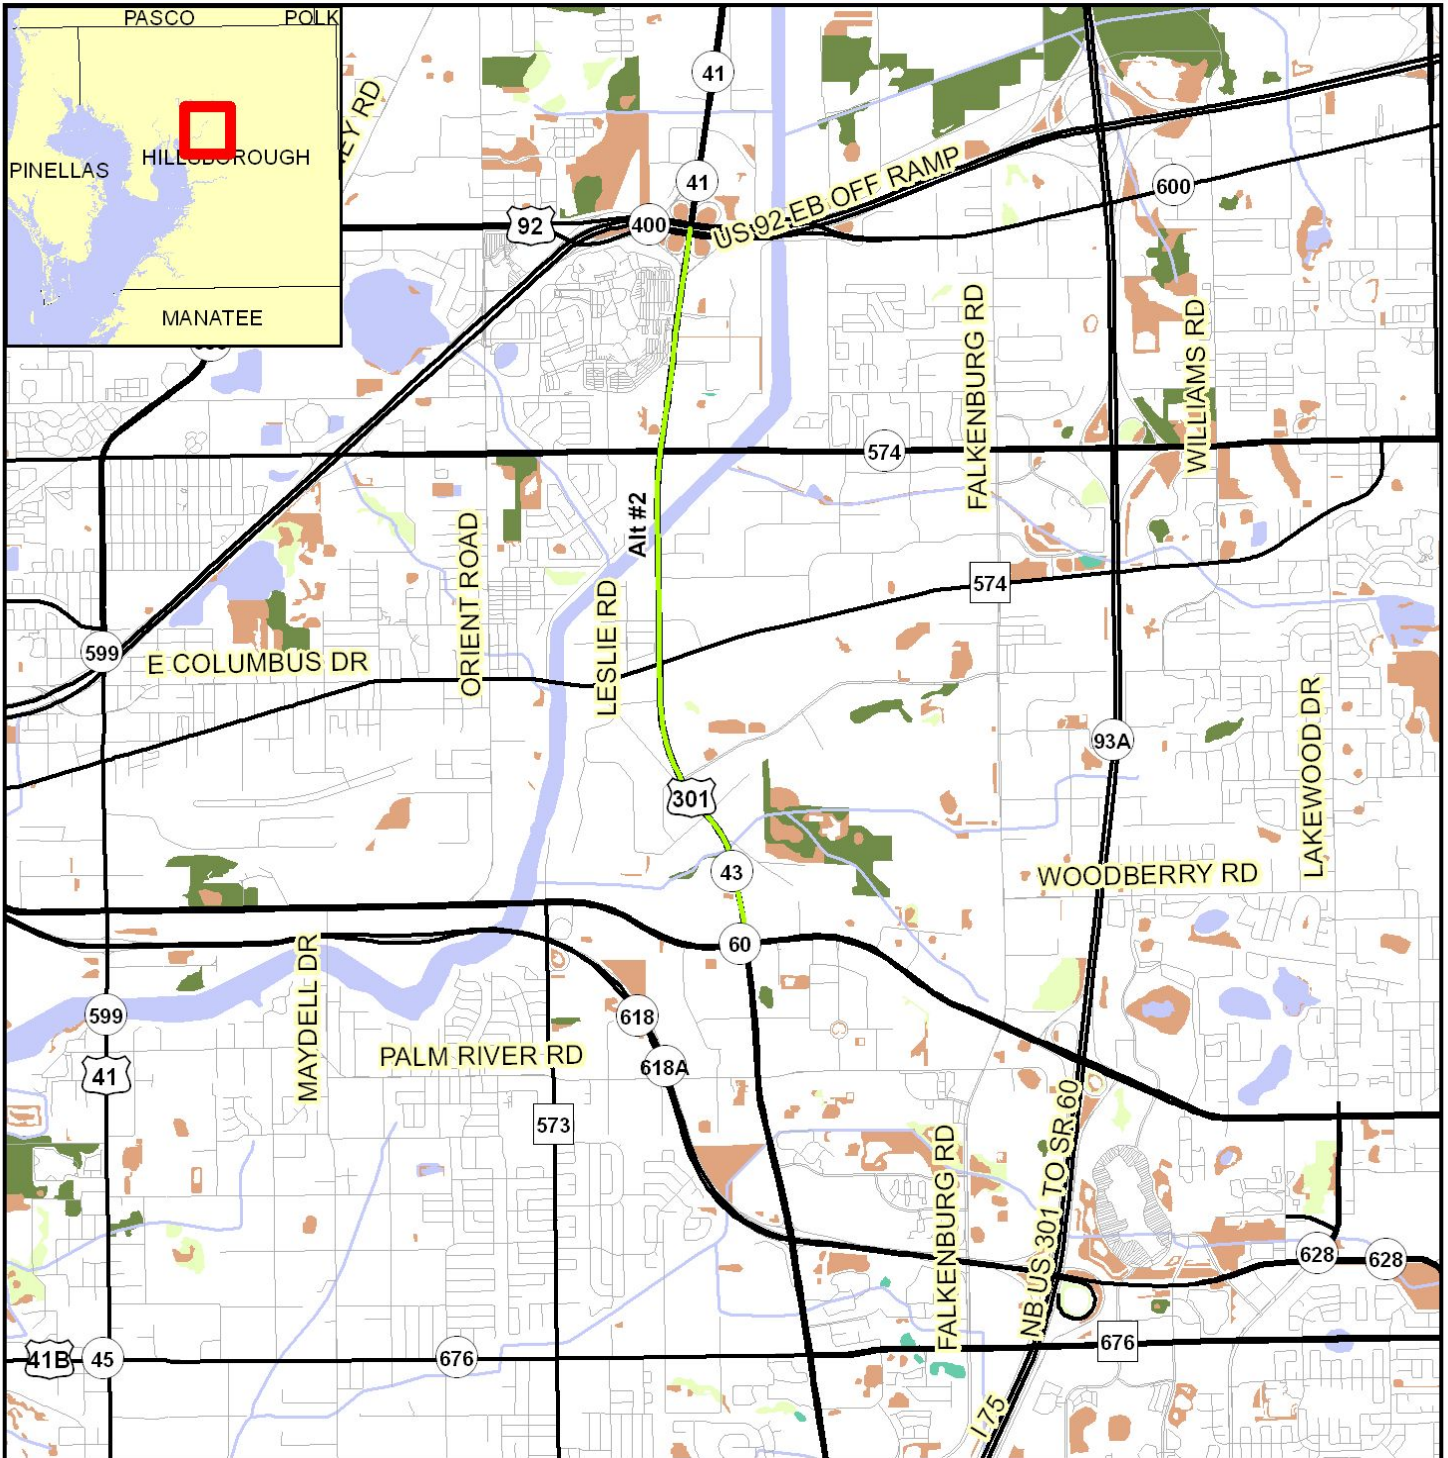 PASCO
POLK
PINELLAS
HILLSBOROUGH
MANATEE
EY RD
41
41
92
400
US 92 EB OFF RAMP
600
FALKENBURG RD
WILLIAMS RD
574
Alt #2
ORIENT ROAD
LESLIE RD
574
599
E COLUMBUS DR
93A
LAKEWOOD DR
301
43
WOODBERRY RD
60
MAYDELL DR
599
618
PALM RIVER RD
618A
41
573
FALKENBURG RD
NB US 301 TO SR 60
628
628
676
41B
45
676
I-75